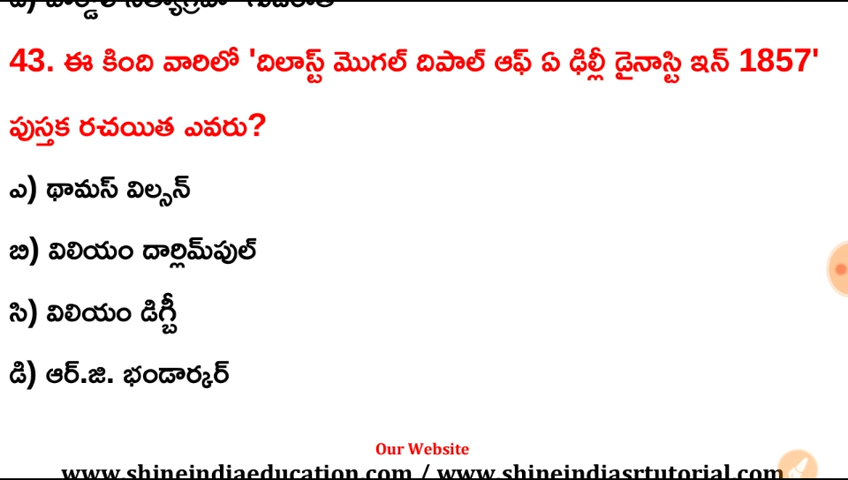 43. ఈ కింది వారిలో 'దిలాస్ట్ మొగల్ దిపాల్ ఆఫ్ ఏ ఢిల్లీ డైనాస్టి ఇన్ 1857'
పుస్తక రచయిత ఎవరు?
ఎ) థామస్ విల్సన్
బి) విలియం దార్లిమ్‌పుల్
సి) విలియం డిగ్బీ
డి) ఆర్.జి. భండార్కర్
Our Website
www.shineindiaeducation.com / www.shineindiasrtutorial.com